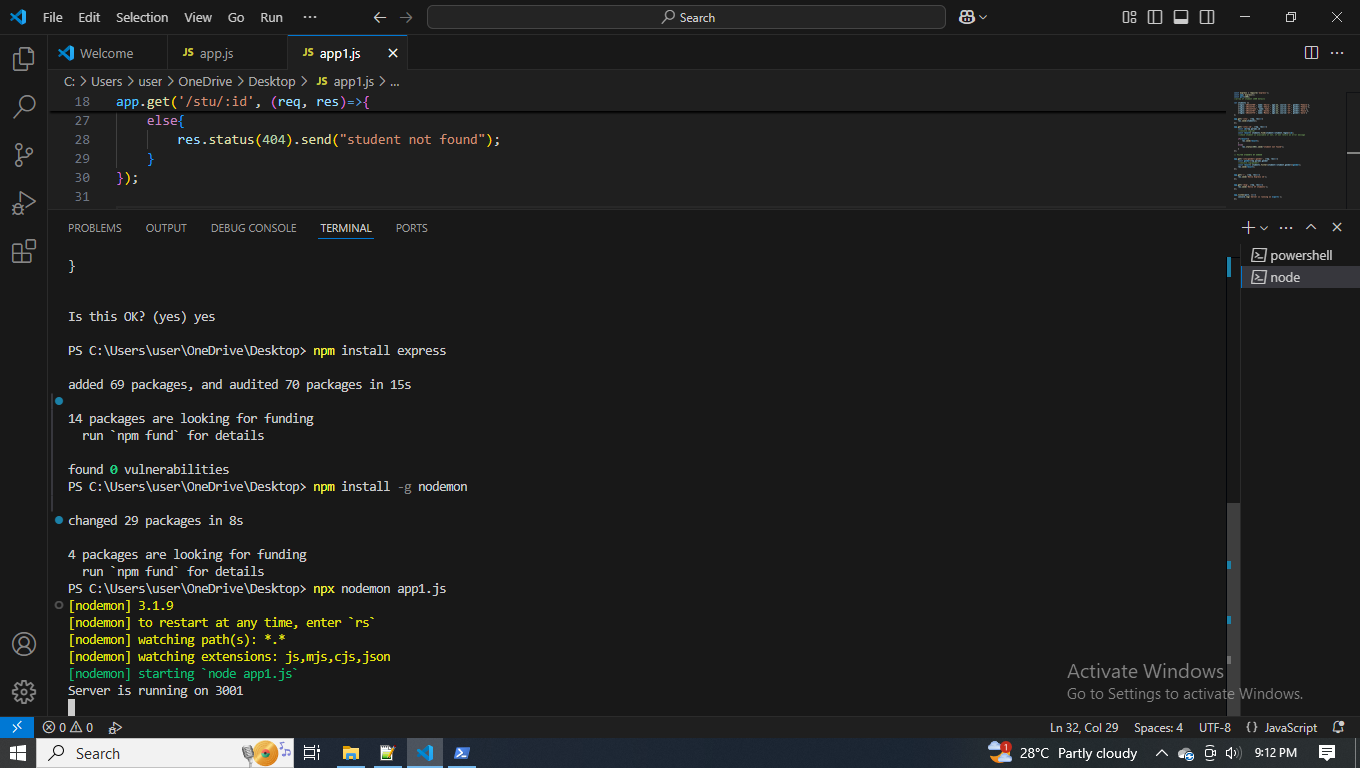 File Edit Selection View Go Run ··· Search
Welcome JS app.js JS app1.js
C: > Users > user > OneDrive > Desktop > JS app1.js > ...
18 app.get('/stu/:id', (req, res)=>{
27 else{
28 res.status(404).send("student not found");
29 }
30 });
31
PROBLEMS OUTPUT DEBUG CONSOLE TERMINAL PORTS
powershell
node
}
Is this OK? (yes) yes
PS C:\Users\user\OneDrive\Desktop> npm install express
added 69 packages, and audited 70 packages in 15s
14 packages are looking for funding
run `npm fund` for details
found 0 vulnerabilities
PS C:\Users\user\OneDrive\Desktop> npm install -g nodemon
changed 29 packages in 8s
4 packages are looking for funding
run `npm fund` for details
PS C:\Users\user\OneDrive\Desktop> npx nodemon app1.js
[nodemon] 3.1.9
[nodemon] to restart at any time, enter `rs`
[nodemon] watching path(s): *.*
[nodemon] watching extensions: js,mjs,cjs,json
[nodemon] starting `node app1.js`
Server is running on 3001
Activate Windows
Go to Settings to activate Windows.
0 0 Ln 32, Col 29 Spaces: 4 UTF-8 {} JavaScript
Search 1 28°C Partly cloudy 9:12 PM